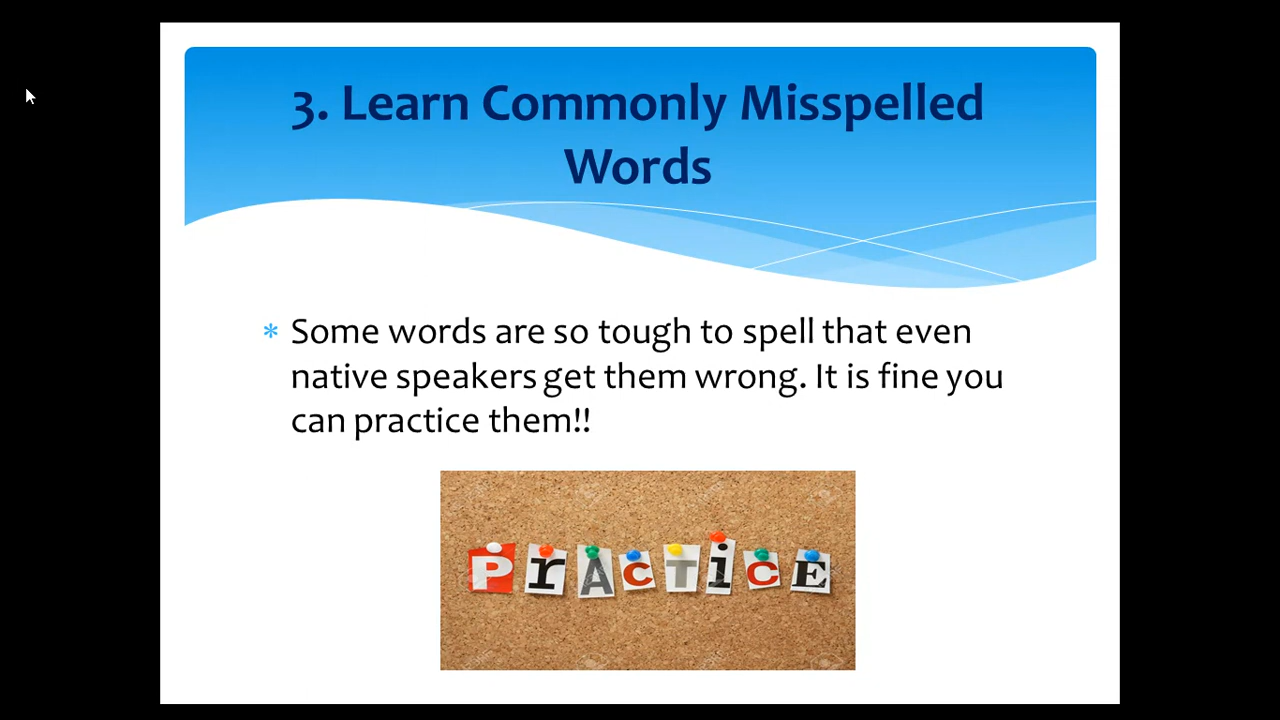 3. Learn Commonly Misspelled
Words
* Some words are so tough to spell that even
native speakers get them wrong. It is fine you
can practice them!!
PrACTiCE